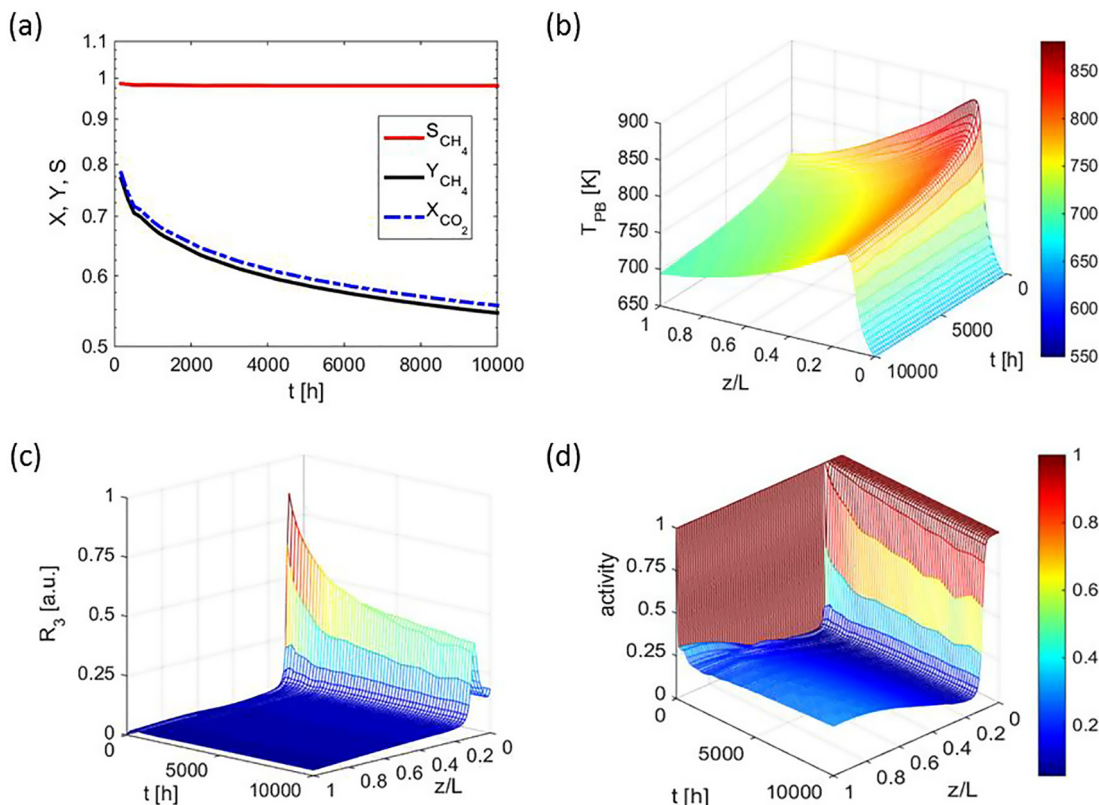 (a)
1.1
1
0.9
0.8
0.7
0.6
0.5
X, Y, S
0 2000 4000 6000 8000 10000
t [h]
S_CH4
Y_CH4
X_CO2
(b)
900
850
800
750
700
650
T_PB [K]
1 0.8 0.6 0.4 0.2 0
z/L
10000 5000 0
t [h]
850
800
750
700
650
600
550
(c)
1
0.75
0.5
0.25
0
R_3 [a.u.]
0 5000 10000
t [h]
1 0.8 0.6 0.4 0.2 0
z/L
(d)
1
0.75
0.5
0.25
0
activity
0 5000 10000
t [h]
1 0.8 0.6 0.4 0.2 0
z/L
1
0.8
0.6
0.4
0.2